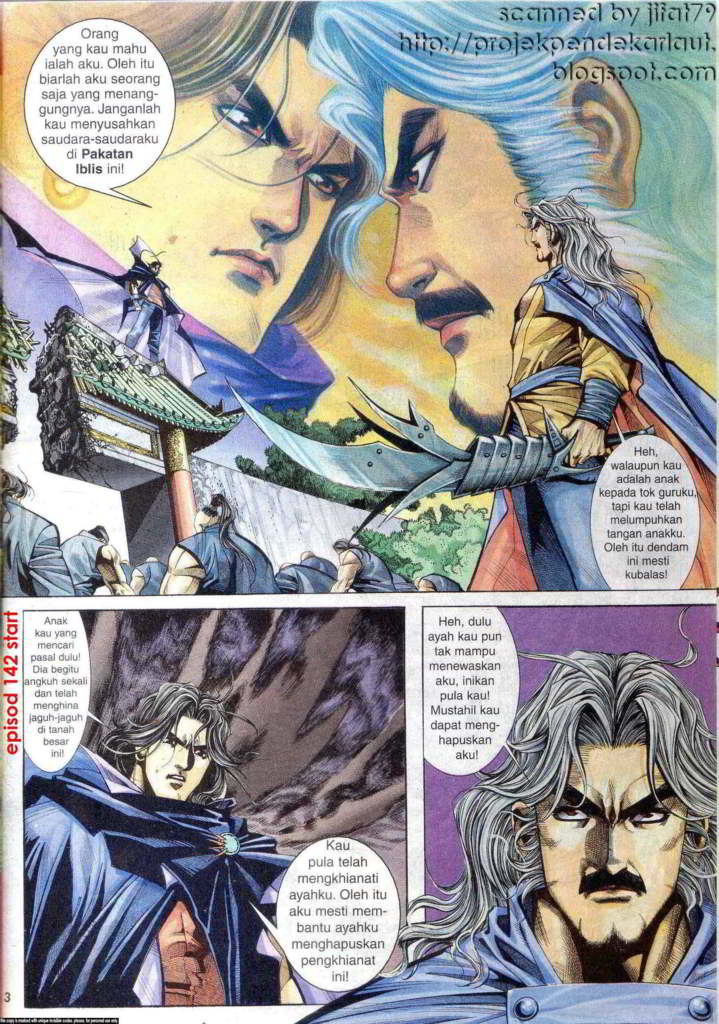 scanned by jifat79
http://projekpendekarlaut.
blogspot.com
Orang
yang kau mahu
ialah aku. Oleh itu
biarlah aku seorang
saja yang menang-
gungnya. Janganlah
kau menyusahkan
saudara-saudaraku
di Pakatan
Iblis ini!
Heh,
walaupun kau
adalah anak
kepada tok guruku,
tapi kau telah
melumpuhkan
tangan anakku.
Oleh itu dendam
ini mesti
kubalas!
episod 142 start
Anak
kau yang
mencari
pasal dulu!
Dia begitu
angkuh sekali
dan telah
menghina
jaguh-jaguh
di tanah
besar
ini!
Kau
pula telah
mengkhianati
ayahku. Oleh itu
aku mesti mem-
bantu ayahku
menghapuskan
pengkhianat
ini!
Heh, dulu
ayah kau pun
tak mampu
menewaskan
aku, inikan
pula kau!
Mustahil kau
dapat meng-
hapuskan
aku!
3